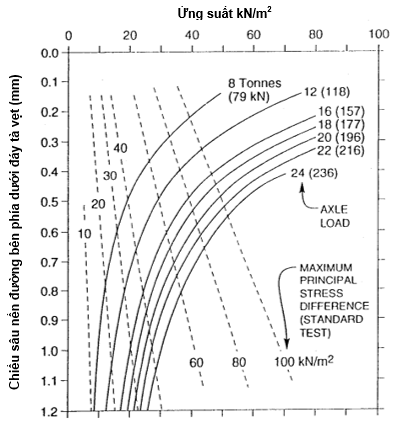 Ứng suất kN/m²
0 20 40 60 80 100
Chiều sâu nền đường bên phía dưới đáy tà vẹt (mm)
0.0
0.1
0.2
0.3
0.4
0.5
0.6
0.7
0.8
0.9
1.0
1.1
1.2
8 Tonnes
(79 kN)
12 (118)
16 (157)
18 (177)
20 (196)
22 (216)
24 (236)
AXLE
LOAD
40
30
20
10
MAXIMUM
PRINCIPAL
STRESS
DIFFERENCE
(STANDARD
TEST)
60 80 100 kN/m²